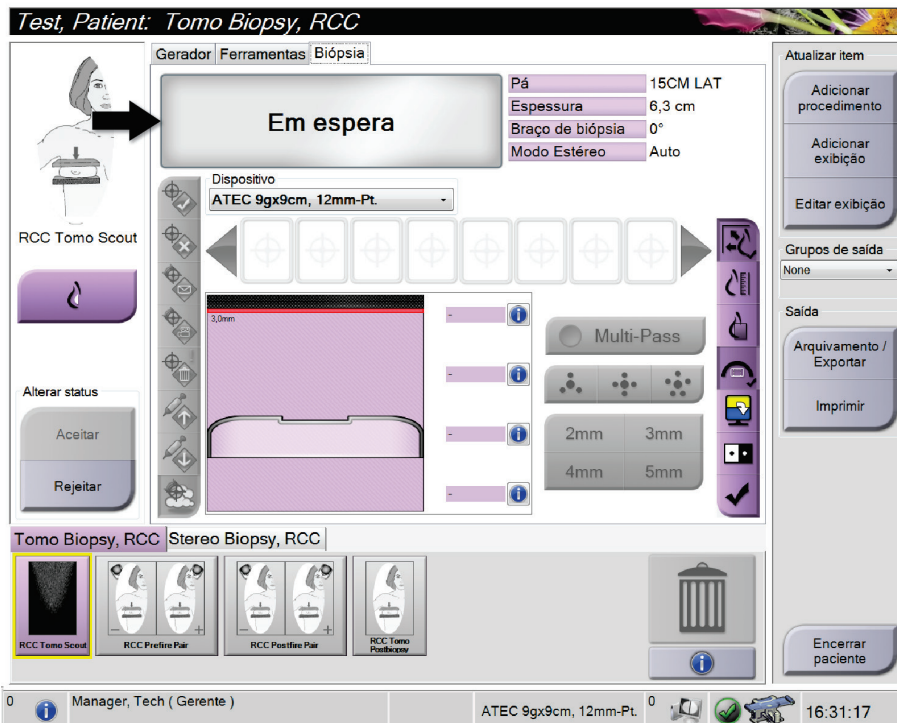 Test, Patient: Tomo Biopsy, RCC
Gerador Ferramentas Biópsia
Em espera
Pá 15CM LAT
Espessura 6,3 cm
Braço de biópsia 0°
Modo Estéreo Auto
Dispositivo
ATEC 9gx9cm, 12mm-Pt.
RCC Tomo Scout
Alterar status
Aceitar
Rejeitar
3,0mm
-
-
-
-
Multi-Pass
2mm 3mm
4mm 5mm
Atualizar item
Adicionar
procedimento
Adicionar
exibição
Editar exibição
Grupos de saída
None
Saída
Arquivamento /
Exportar
Imprimir
Tomo Biopsy, RCC Stereo Biopsy, RCC
RCC Tomo Scout
RCC Prefire Pair
RCC Postfire Pair
RCC Tomo
Postbiopsy
Encerrar
paciente
0 Manager, Tech ( Gerente ) ATEC 9gx9cm, 12mm-Pt. 0 16:31:17